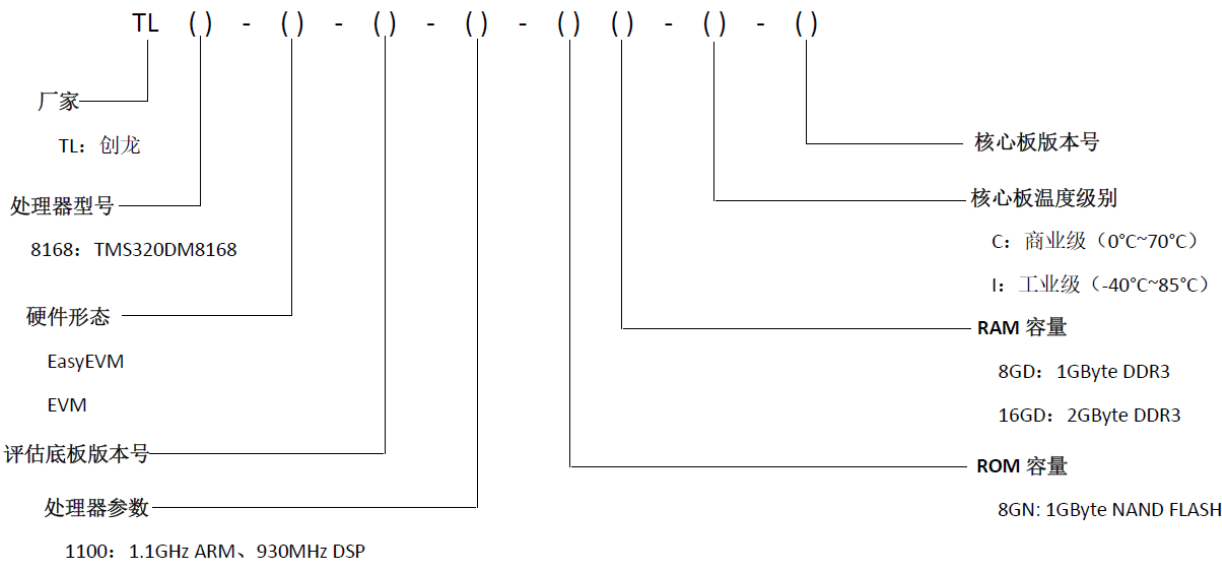 TL () - () - () - () - () () - () - ()
厂家
TL：创龙
处理器型号
8168：TMS320DM8168
硬件形态
EasyEVM
EVM
评估底板版本号
处理器参数
1100：1.1GHz ARM、930MHz DSP
核心板版本号
核心板温度级别
C：商业级（0°C~70°C）
I：工业级（-40°C~85°C）
RAM 容量
8GD：1GByte DDR3
16GD：2GByte DDR3
ROM 容量
8GN: 1GByte NAND FLASH